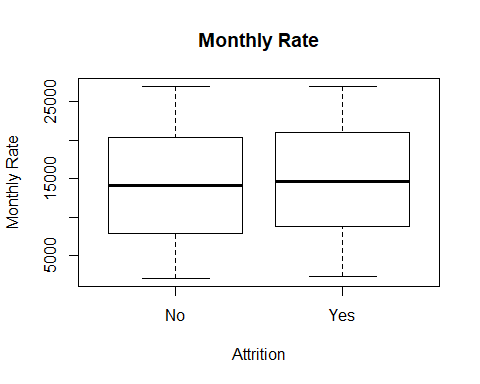 Monthly Rate
Monthly Rate
25000
15000
5000
No Yes
Attrition